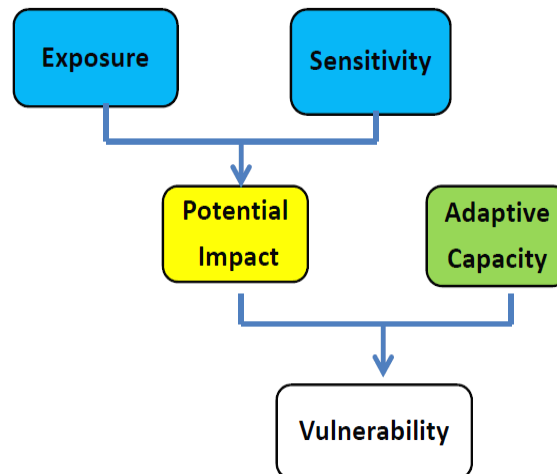 Exposure
Sensitivity
Potential
Impact
Adaptive
Capacity
Vulnerability